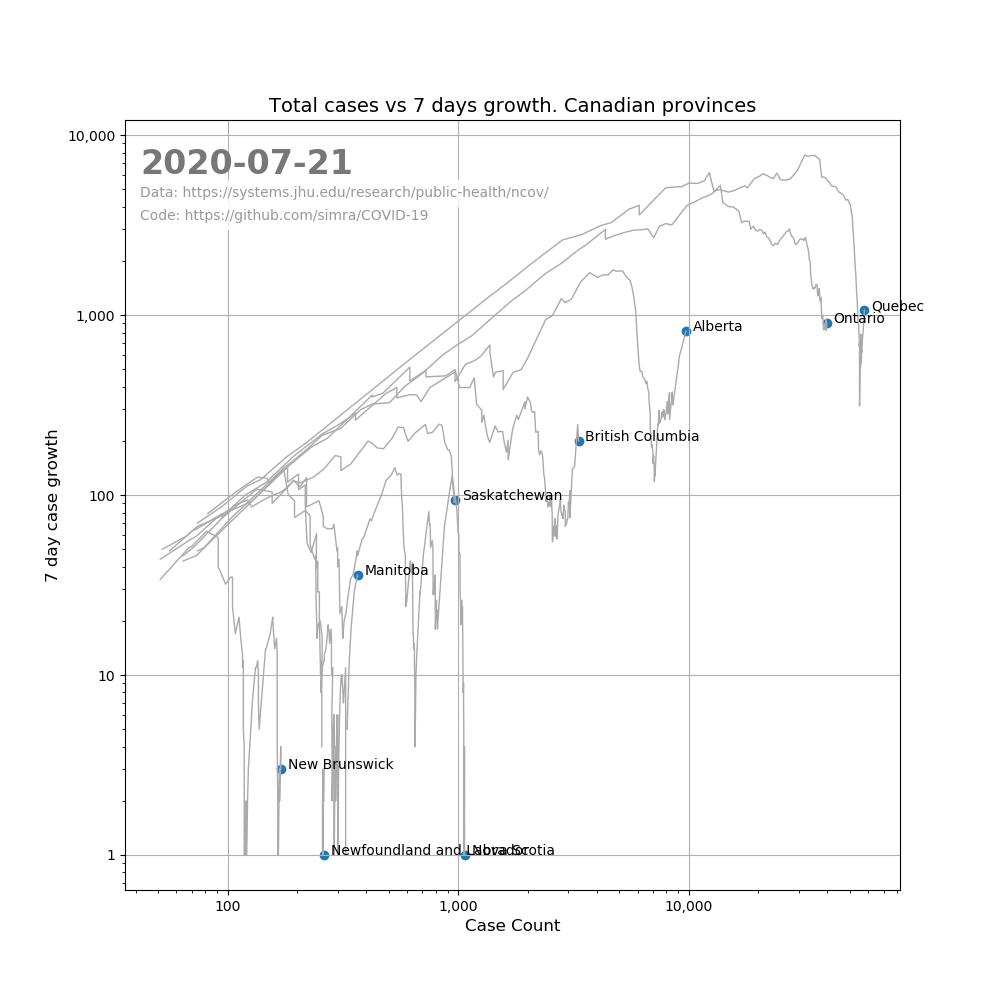 Total cases vs 7 days growth. Canadian provinces
10,000
2020-07-21
Data: https://systems.jhu.edu/research/public-health/ncov/
Code: https://github.com/simra/COVID-19
1,000
Quebec
Ontario
Alberta
British Columbia
100
Saskatchewan
7 day case growth
Manitoba
10
New Brunswick
1
Newfoundland and Labrador
Nova Scotia
100
1,000
10,000
Case Count